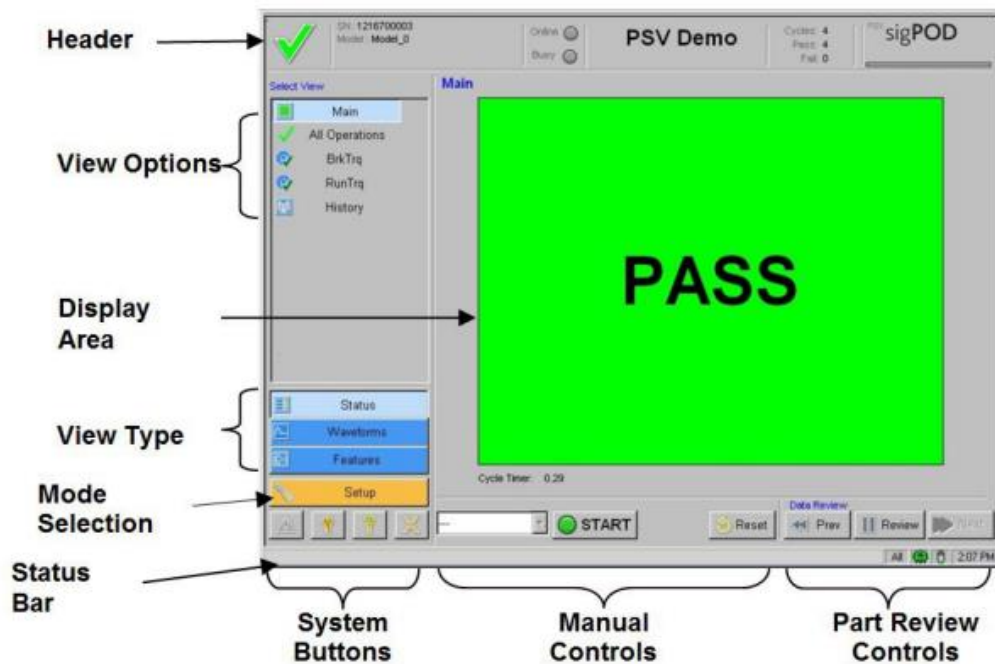 Header
SN: 1216700003
Model: Model_0
Online
Busy
PSV Demo
Cycles: 4
Pass: 4
Fail: 0
sigPOD
Select View
Main
View Options
Main
All Operations
BrkTrq
RunTrq
History
PASS
Display
Area
View Type
Status
Waveforms
Features
Cycle Timer: 0.29
Mode
Selection
Setup
---
START
Reset
Data Review
Prev
Review
Next
Status
Bar
All
2:07 PM
System
Buttons
Manual
Controls
Part Review
Controls